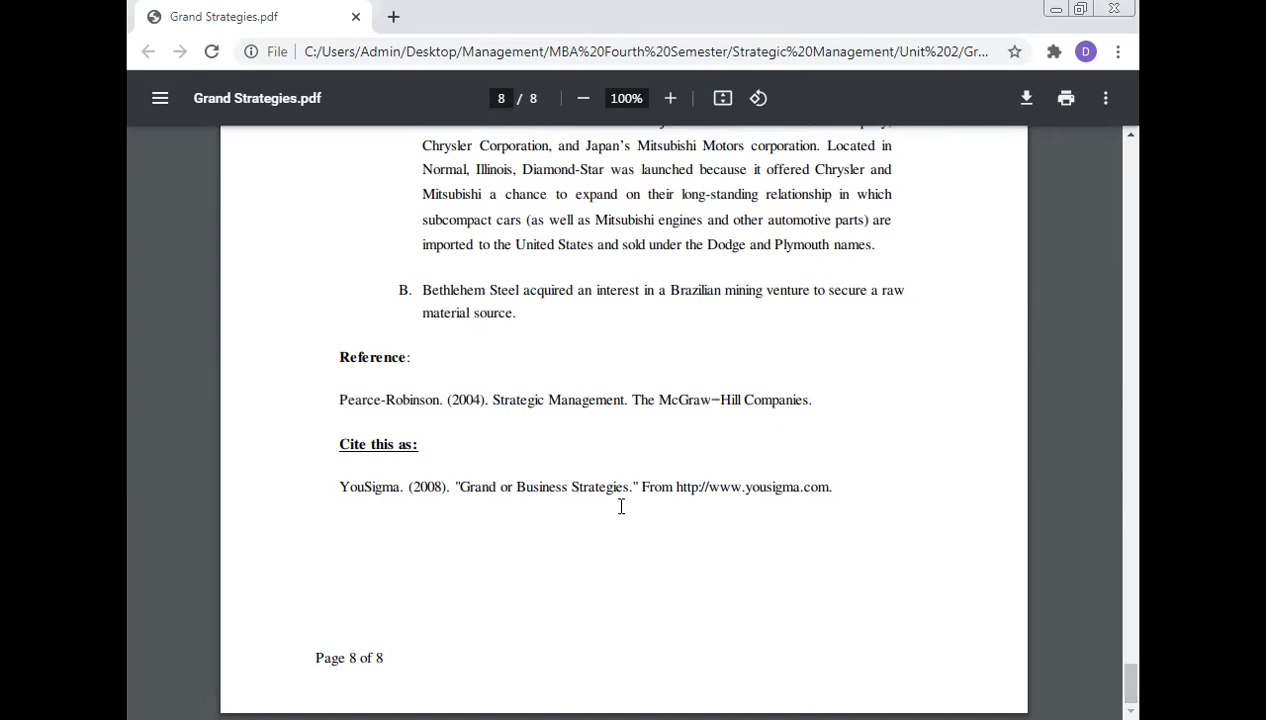 Grand Strategies.pdf
File C:/Users/Admin/Desktop/Management/MBA%20Fourth%20Semester/Strategic%20Management/Unit%202/Gr...
D
Grand Strategies.pdf
8 / 8
100%
Chrysler Corporation, and Japan's Mitsubishi Motors corporation. Located in
Normal, Illinois, Diamond-Star was launched because it offered Chrysler and
Mitsubishi a chance to expand on their long-standing relationship in which
subcompact cars (as well as Mitsubishi engines and other automotive parts) are
imported to the United States and sold under the Dodge and Plymouth names.
B. Bethlehem Steel acquired an interest in a Brazilian mining venture to secure a raw
material source.
Reference:
Pearce-Robinson. (2004). Strategic Management. The McGraw−Hill Companies.
Cite this as:
YouSigma. (2008). "Grand or Business Strategies." From http://www.yousigma.com.
Page 8 of 8